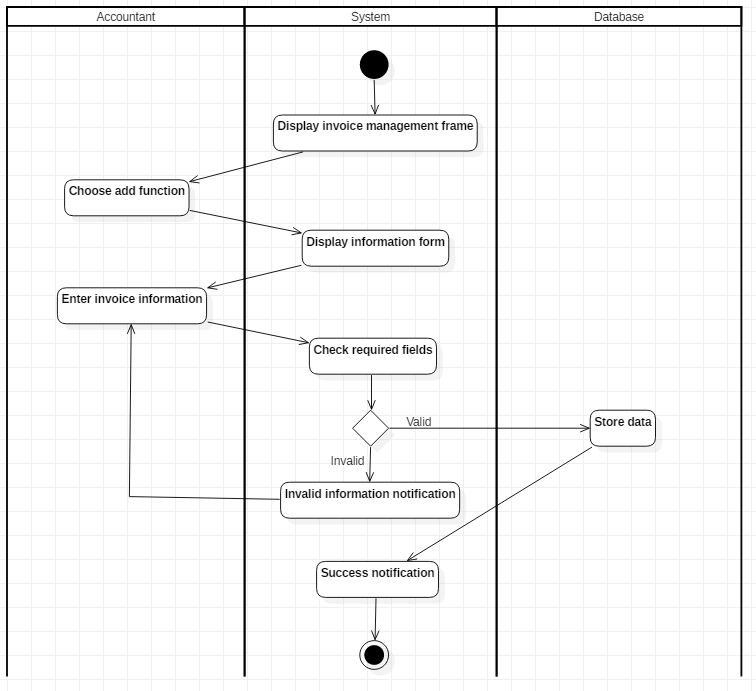 Accountant
System
Database
Display invoice management frame
Choose add function
Display information form
Enter invoice information
Check required fields
Valid
Store data
Invalid
Invalid information notification
Success notification